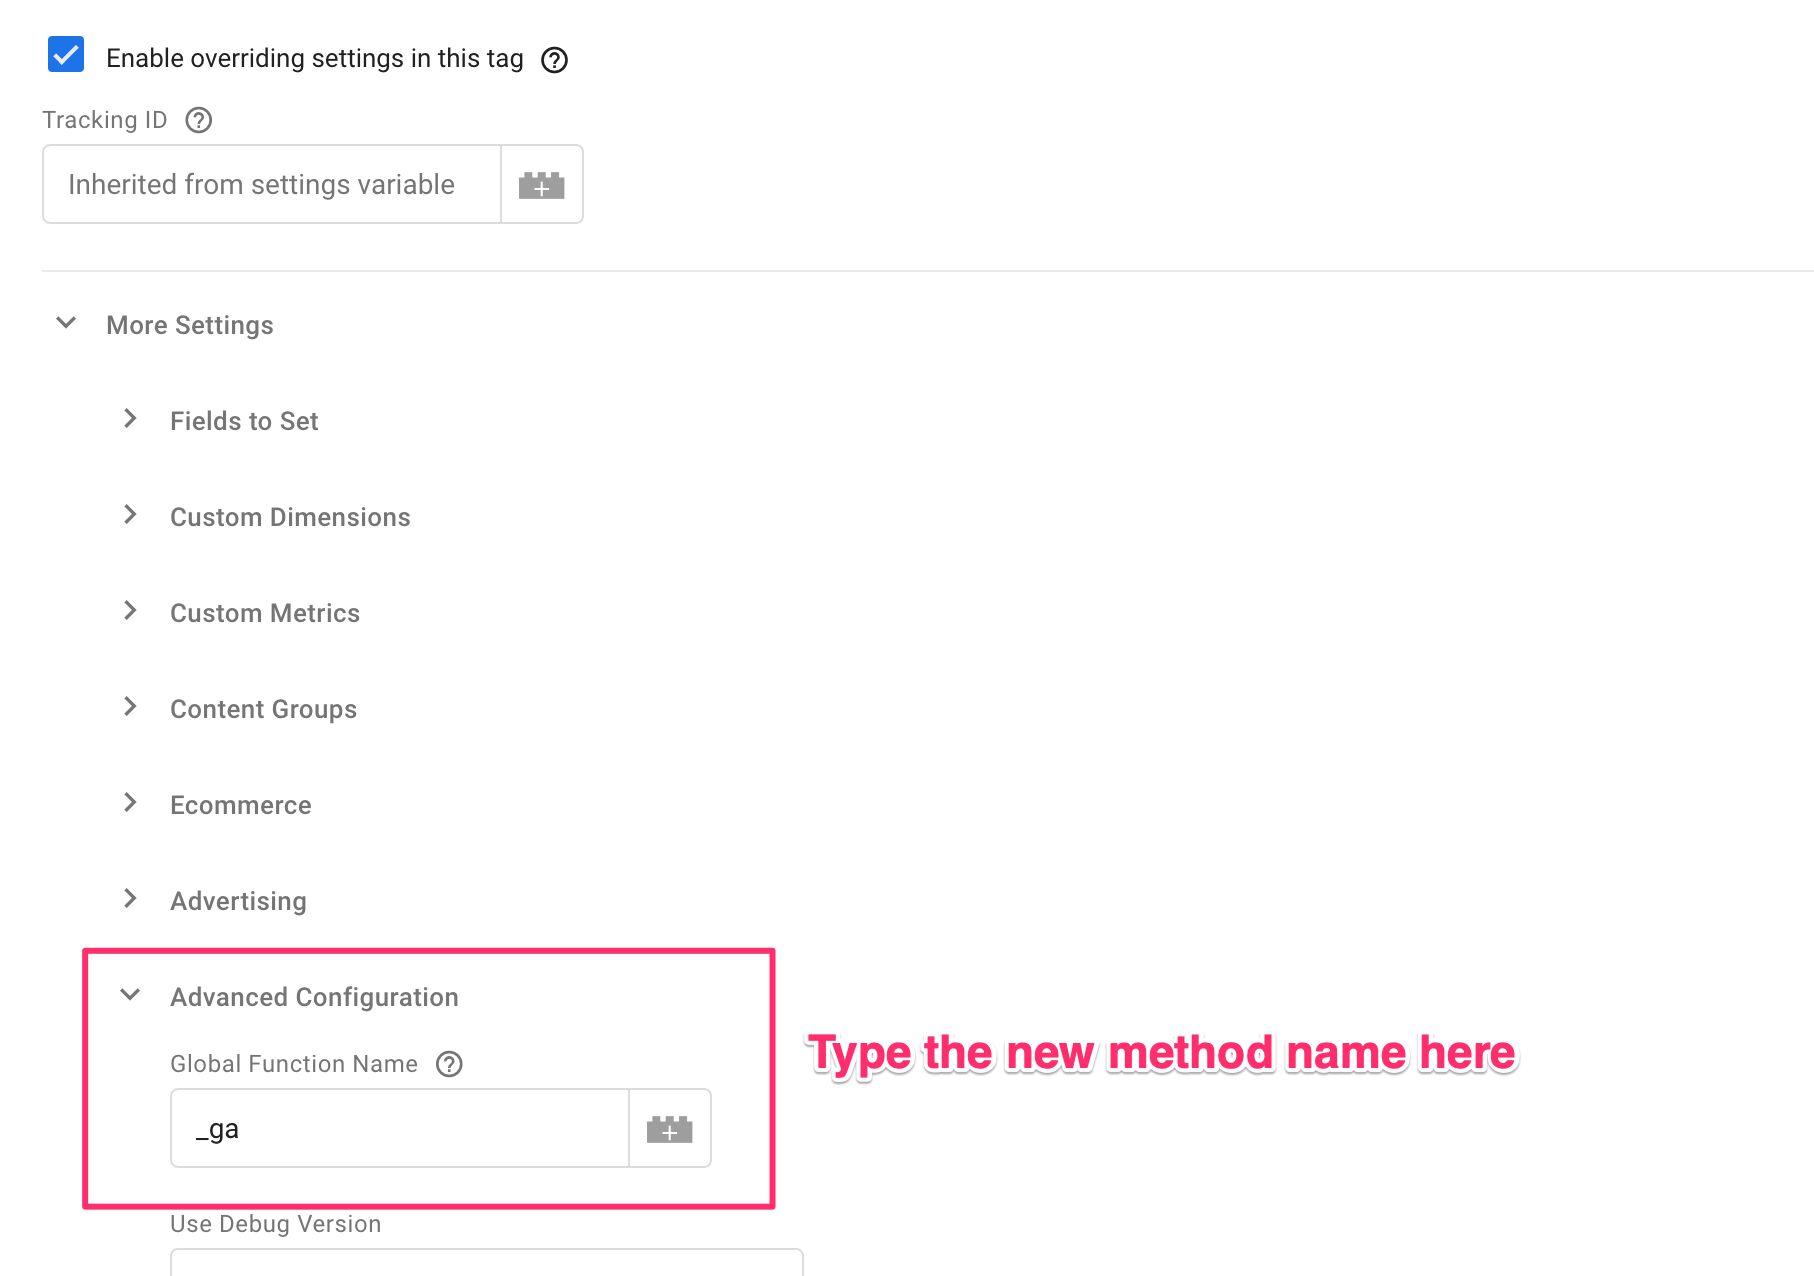 Enable overriding settings in this tag
Tracking ID
Inherited from settings variable
More Settings
Fields to Set
Custom Dimensions
Custom Metrics
Content Groups
Ecommerce
Advertising
Advanced Configuration
Global Function Name
Type the new method name here
_ga
Use Debug Version